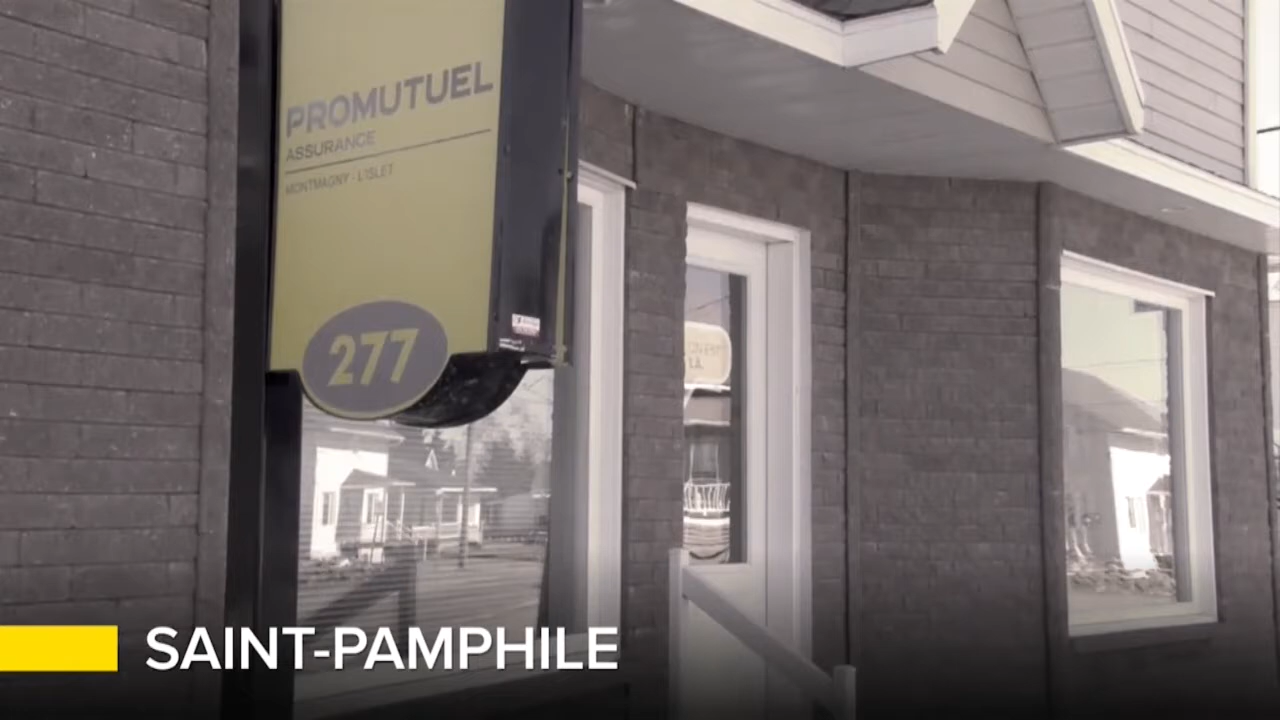 PROMUTUEL
ASSURANCE
MONTMAGNY - L'ISLET
277
SAINT-PAMPHILE